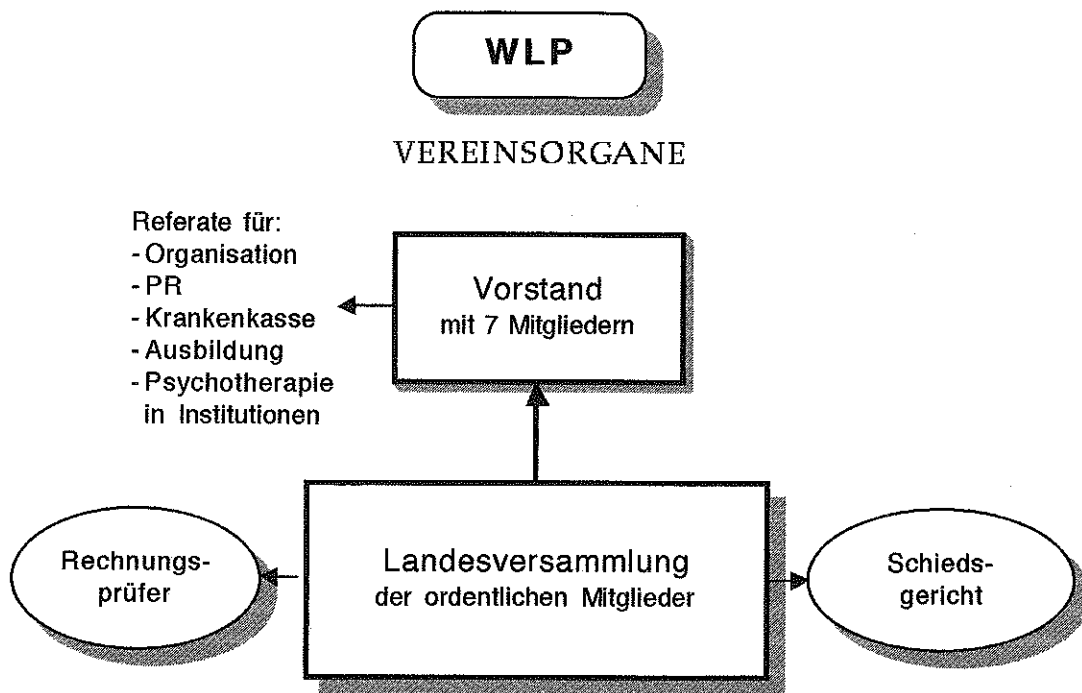 WLP
VEREINSORGANE
Referate für:
- Organisation
- PR
- Krankenkasse
- Ausbildung
- Psychotherapie
in Institutionen
Vorstand
mit 7 Mitgliedern
Rechnungs-
prüfer
Landesversammlung
der ordentlichen Mitglieder
Schieds-
gericht